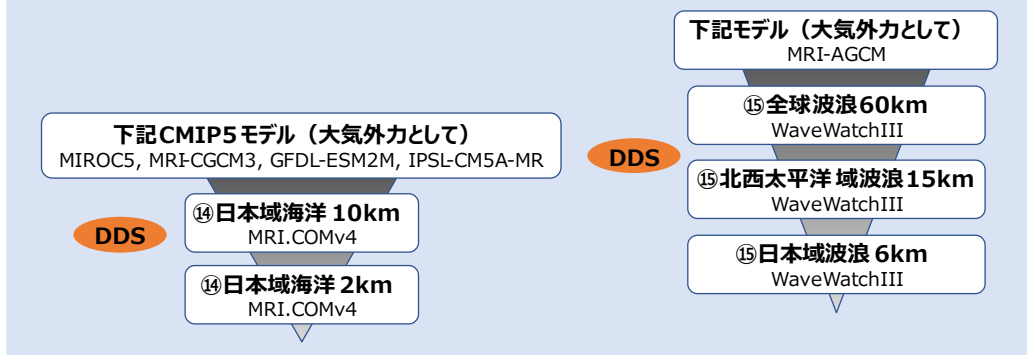 下記CMIP5モデル（大気外力として）
MIROC5, MRI-CGCM3, GFDL-ESM2M, IPSL-CM5A-MR
DDS
⑭日本域海洋 10km
MRI.COMv4
⑭日本域海洋 2km
MRI.COMv4
下記モデル（大気外力として）
MRI-AGCM
DDS
⑮全球波浪60km
WaveWatchIII
⑮北西太平洋 域波浪15km
WaveWatchIII
⑮日本域波浪 6km
WaveWatchIII